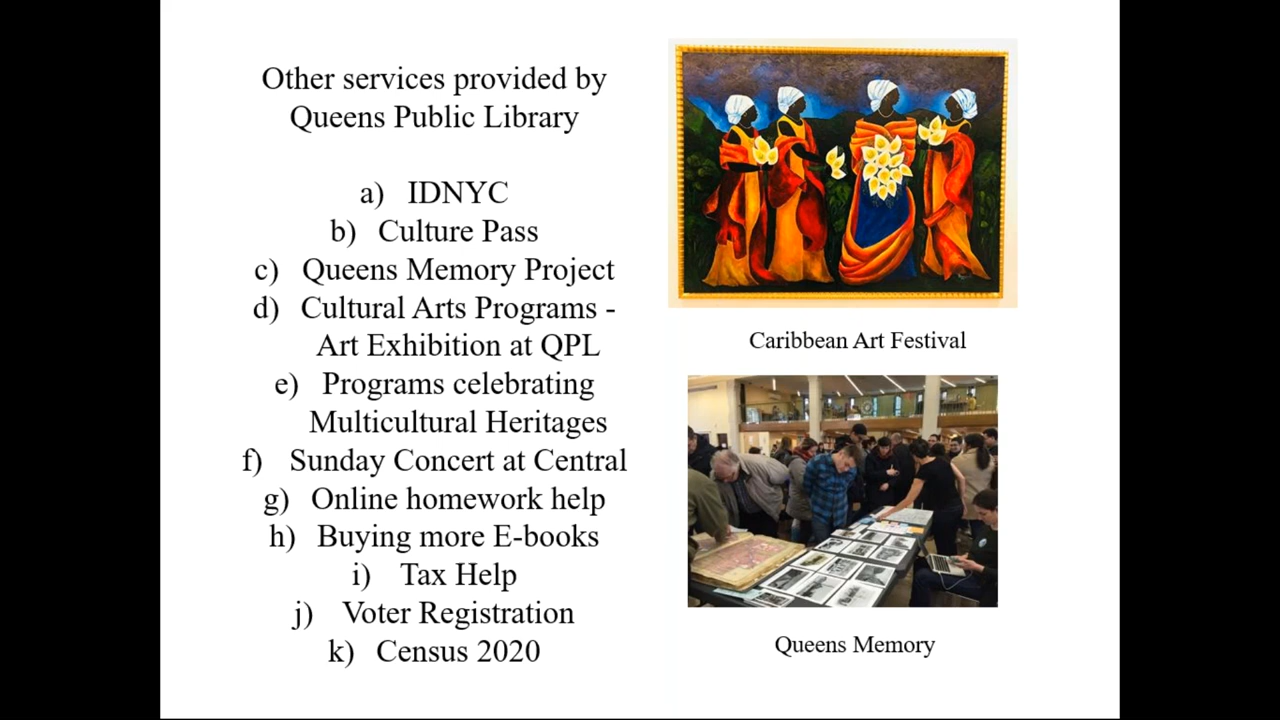 Other services provided by
Queens Public Library
a) IDNYC
b) Culture Pass
c) Queens Memory Project
d) Cultural Arts Programs -
Art Exhibition at QPL
e) Programs celebrating
Multicultural Heritages
f) Sunday Concert at Central
g) Online homework help
h) Buying more E-books
i) Tax Help
j) Voter Registration
k) Census 2020
Caribbean Art Festival
Queens Memory